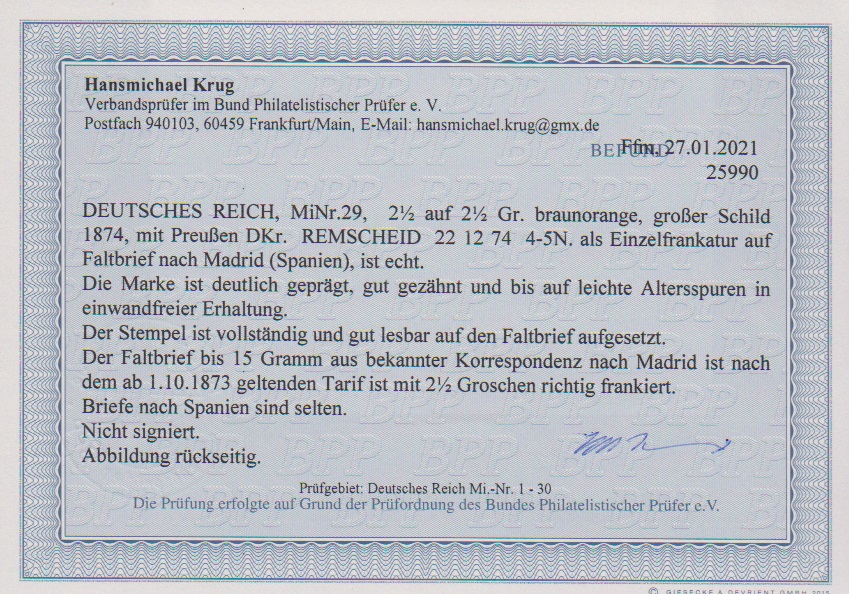 Hansmichael Krug
Verbandsprüfer im Bund Philatelistischer Prüfer e. V.
Postfach 940103, 60459 Frankfurt/Main, E-Mail: hansmichael.krug@gmx.de
BEFUND Ffm, 27.01.2021
25990
DEUTSCHES REICH, MiNr.29, 2½ auf 2½ Gr. braunorange, großer Schild
1874, mit Preußen DKr. REMSCHEID 22 12 74 4-5N. als Einzelfrankatur auf
Faltbrief nach Madrid (Spanien), ist echt.
Die Marke ist deutlich geprägt, gut gezähnt und bis auf leichte Altersspuren in
einwandfreier Erhaltung.
Der Stempel ist vollständig und gut lesbar auf den Faltbrief aufgesetzt.
Der Faltbrief bis 15 Gramm aus bekannter Korrespondenz nach Madrid ist nach
dem ab 1.10.1873 geltenden Tarif ist mit 2½ Groschen richtig frankiert.
Briefe nach Spanien sind selten.
Nicht signiert.
Abbildung rückseitig.
Prüfgebiet: Deutsches Reich Mi.-Nr. 1 - 30
Die Prüfung erfolgte auf Grund der Prüfordnung des Bundes Philatelistischer Prüfer e.V.
© GIESECKE & DEVRIENT GMBH 2015